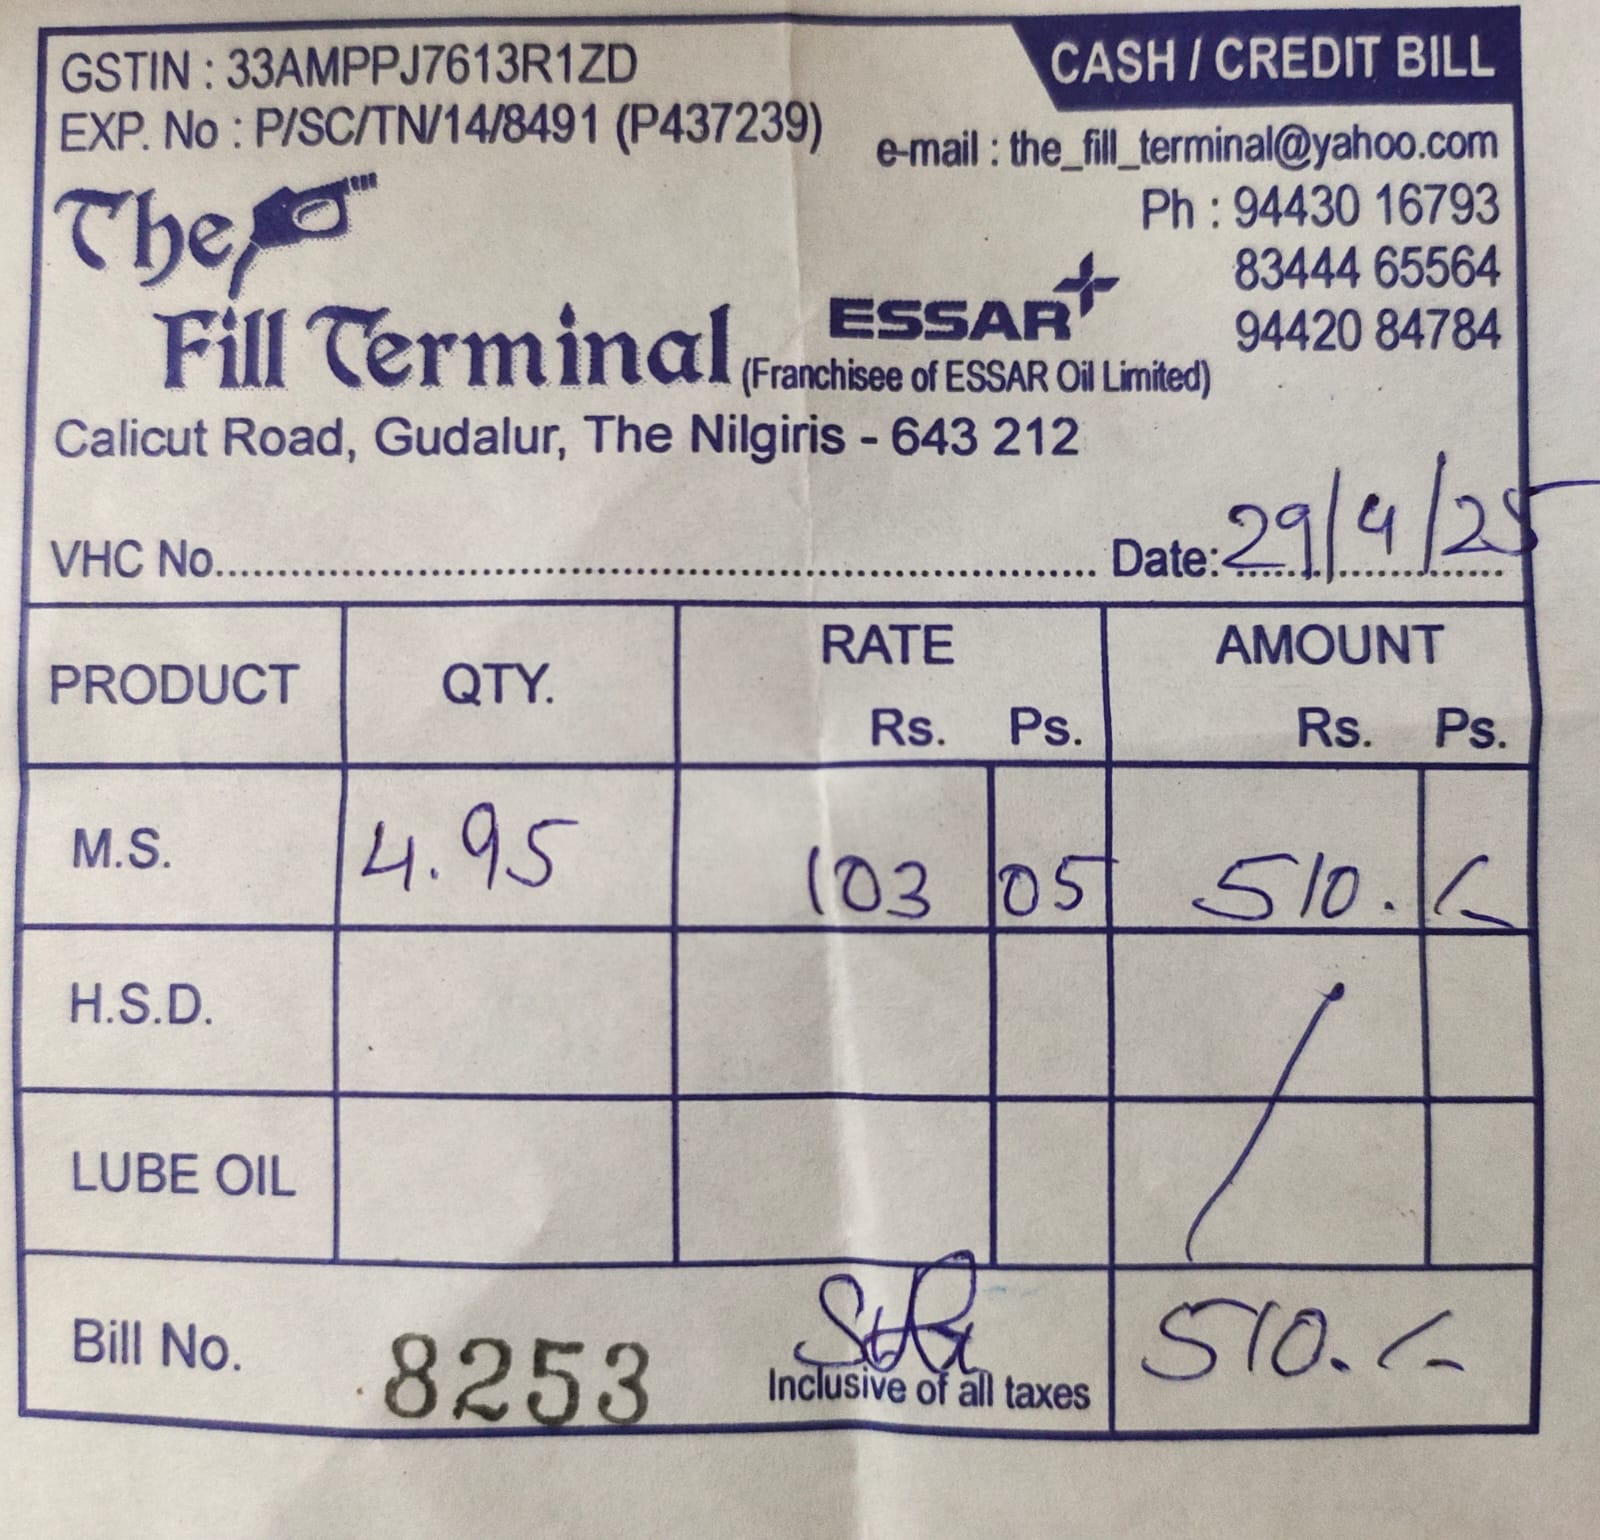 GSTIN : 33AMPPJ7613R1ZD
CASH / CREDIT BILL
EXP. No : P/SC/TN/14/8491 (P437239)
e-mail : the_fill_terminal@yahoo.com
Ph : 94430 16793
83444 65564
94420 84784
The
Fill Terminal
ESSAR
(Franchisee of ESSAR Oil Limited)
Calicut Road, Gudalur, The Nilgiris - 643 212
VHC No.......... Date: 29/4/25
PRODUCT QTY. RATE Rs. Ps. AMOUNT Rs. Ps.
M.S. 4.95 103 05 510. /-
H.S.D.
LUBE OIL
Bill No. 8253 Inclusive of all taxes 510. /-